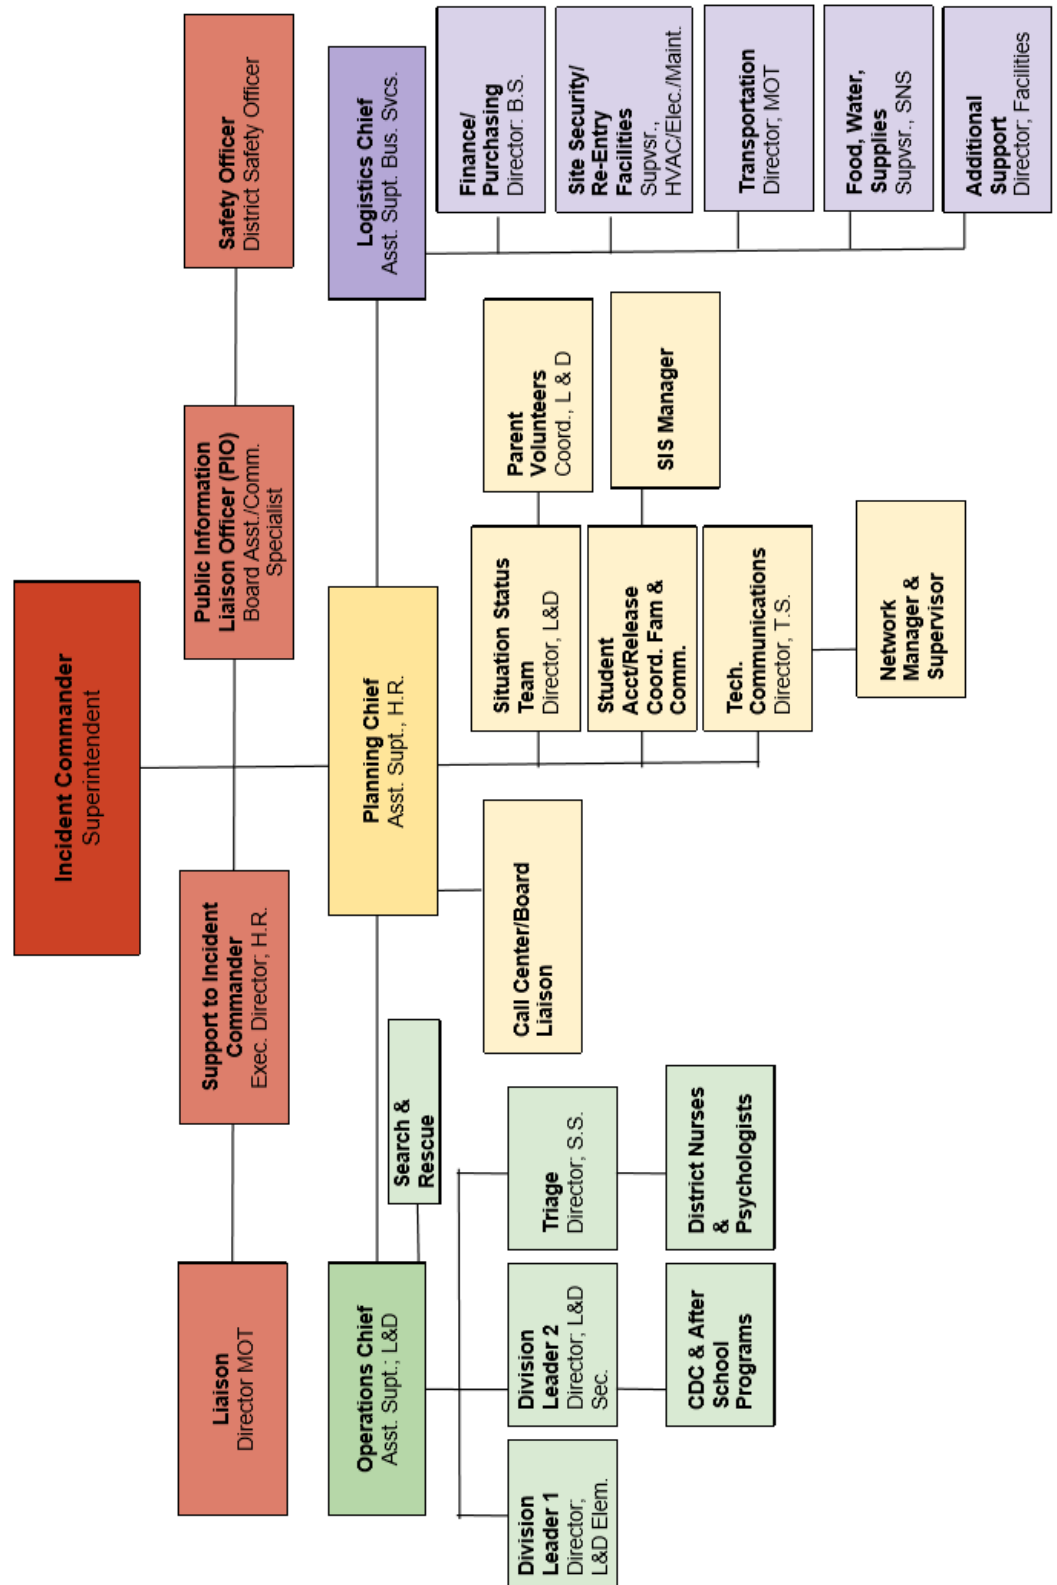 Incident Commander
Superintendent
Liaison
Director MOT
Support to Incident
Commander
Exec. Director; H.R.
Public Information
Liaison Officer (PIO)
Board Asst./Comm.
Specialist
Safety Officer
District Safety Officer
Operations Chief
Asst. Supt.; L&D
Planning Chief
Asst. Supt., H.R.
Logistics Chief
Asst. Supt. Bus. Svcs.
Search &
Rescue
Division
Leader 1
Director;
L&D Elem.
Division
Leader 2
Director; L&D
Sec.
Triage
Director; S.S.
CDC & After
School
Programs
District Nurses
&
Psychologists
Call Center/Board
Liaison
Situation Status
Team
Director, L&D
Parent
Volunteers
Coord., L & D
Student
Acct/Release
Coord. Fam &
Comm.
SIS Manager
Tech.
Communications
Director, T.S.
Network
Manager &
Supervisor
Finance/
Purchasing
Director: B.S.
Site Security/
Re-Entry
Facilities
Supvsr.,
HVAC/Elec./Maint.
Transportation
Director; MOT
Food, Water,
Supplies
Supvsr., SNS
Additional
Support
Director; Facilities